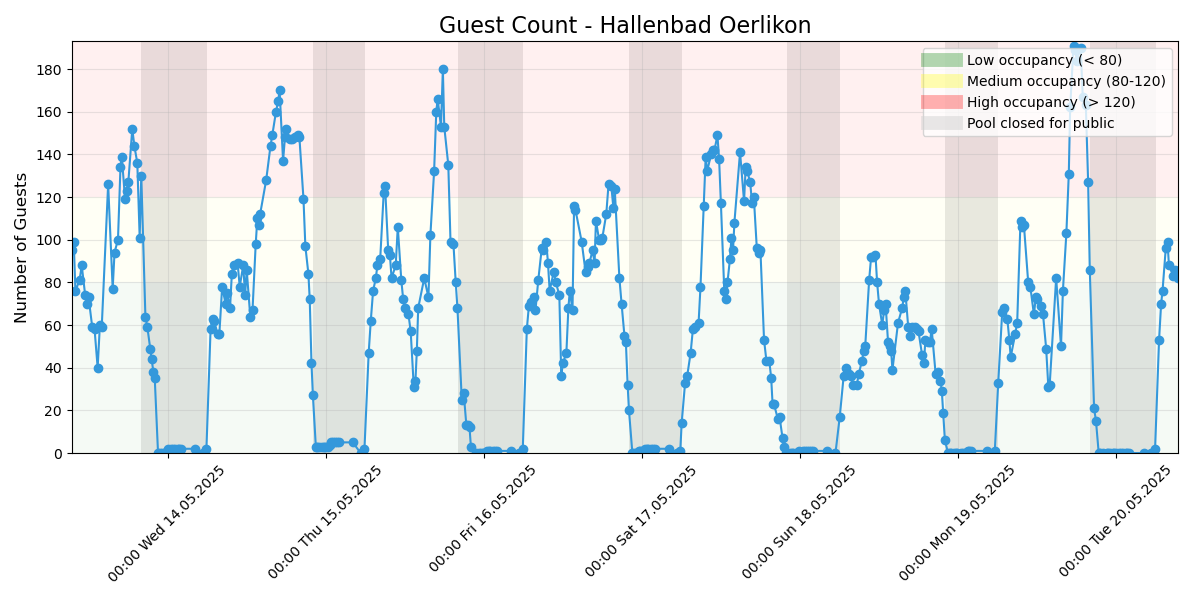 Guest Count - Hallenbad Oerlikon
Number of Guests
180
160
140
120
100
80
60
40
20
0
Low occupancy (< 80)
Medium occupancy (80-120)
High occupancy (> 120)
Pool closed for public
00:00 Wed 14.05.2025
00:00 Thu 15.05.2025
00:00 Fri 16.05.2025
00:00 Sat 17.05.2025
00:00 Sun 18.05.2025
00:00 Mon 19.05.2025
00:00 Tue 20.05.2025